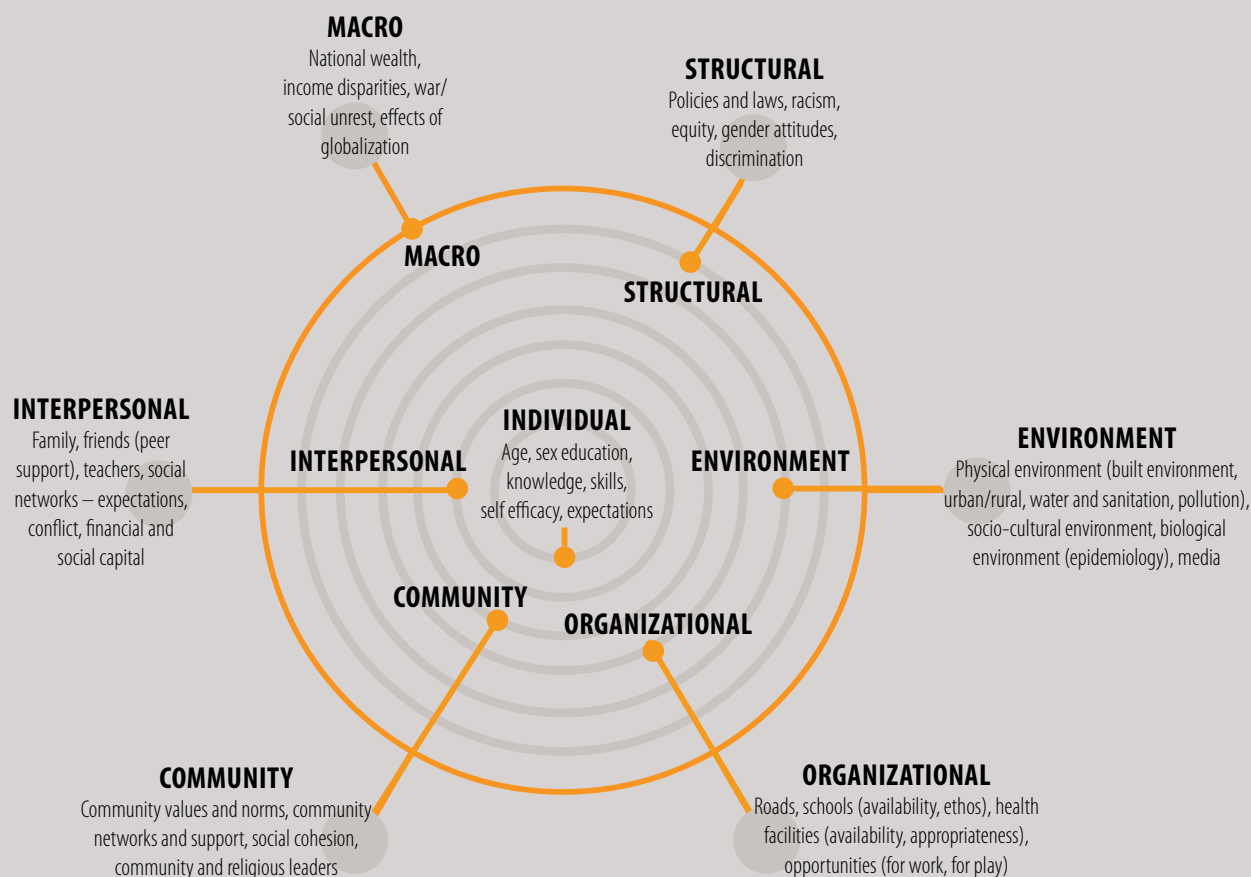 MACRO
National wealth,
income disparities, war/
social unrest, effects of
globalization
STRUCTURAL
Policies and laws, racism,
equity, gender attitudes,
discrimination
MACRO
STRUCTURAL
INTERPERSONAL
Family, friends (peer
support), teachers, social
networks – expectations,
conflict, financial and
social capital
INTERPERSONAL
INDIVIDUAL
Age, sex education,
knowledge, skills,
self efficacy, expectations
ENVIRONMENT
ENVIRONMENT
Physical environment (built environment,
urban/rural, water and sanitation, pollution),
socio-cultural environment, biological
environment (epidemiology), media
COMMUNITY
ORGANIZATIONAL
COMMUNITY
Community values and norms, community
networks and support, social cohesion,
community and religious leaders
ORGANIZATIONAL
Roads, schools (availability, ethos), health
facilities (availability, appropriateness),
opportunities (for work, for play)